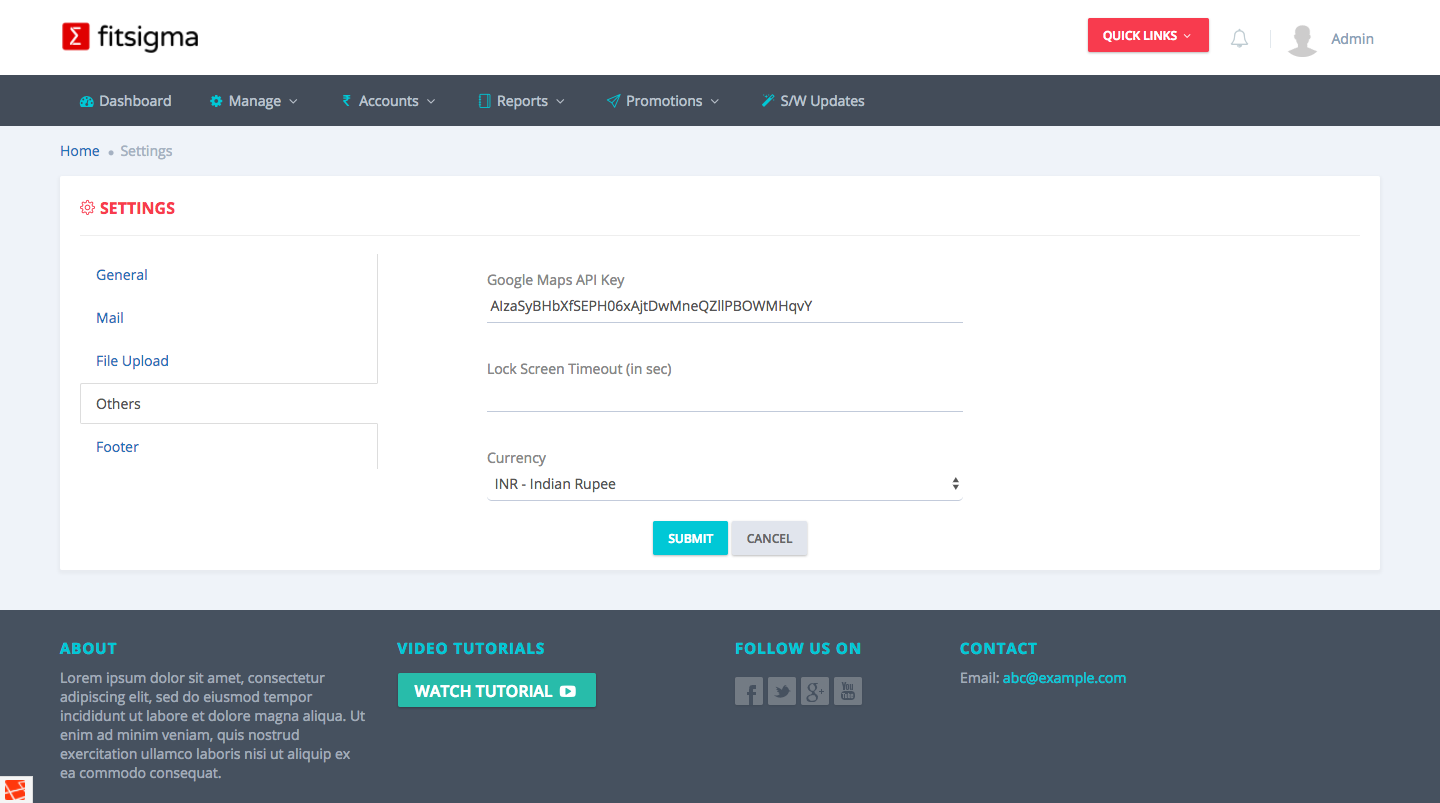 Σ fitsigma
QUICK LINKS
Admin
Dashboard Manage Accounts Reports Promotions S/W Updates
Home Settings
SETTINGS
General
Mail
File Upload
Others
Footer
Google Maps API Key
AIzaSyBHbXfSEPH06xAjtDwMneQZllPBOWMHqvY
Lock Screen Timeout (in sec)
Currency
INR - Indian Rupee
SUBMIT CANCEL
ABOUT
Lorem ipsum dolor sit amet, consectetur
adipiscing elit, sed do eiusmod tempor
incididunt ut labore et dolore magna aliqua. Ut
enim ad minim veniam, quis nostrud
exercitation ullamco laboris nisi ut aliquip ex
ea commodo consequat.
VIDEO TUTORIALS
WATCH TUTORIAL
FOLLOW US ON
f g+ You Tube
CONTACT
Email: abc@example.com